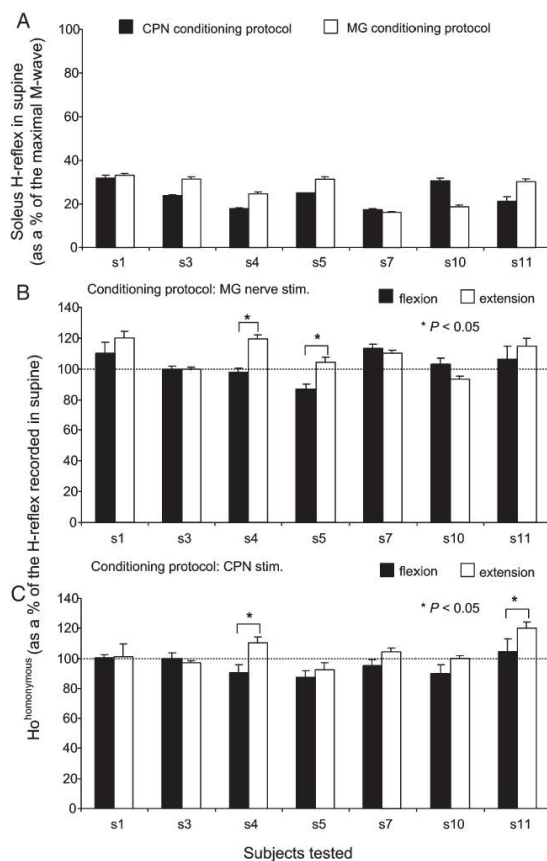 A
CPN conditioning protocol
MG conditioning protocol
Soleus H-reflex in supine
(as a % of the maximal M-wave)
100
80
60
40
20
0
s1 s3 s4 s5 s7 s10 s11
B
Conditioning protocol: MG nerve stim.
flexion
extension
* P < 0.05
140
120
100
80
60
40
20
0
*
*
s1 s3 s4 s5 s7 s10 s11
Conditioning protocol: CPN stim.
flexion
extension
C
* P < 0.05
140
120
100
80
60
40
20
0
*
*
s1 s3 s4 s5 s7 s10 s11
Ho^homonymous (as a % of the H-reflex recorded in supine)
Subjects tested